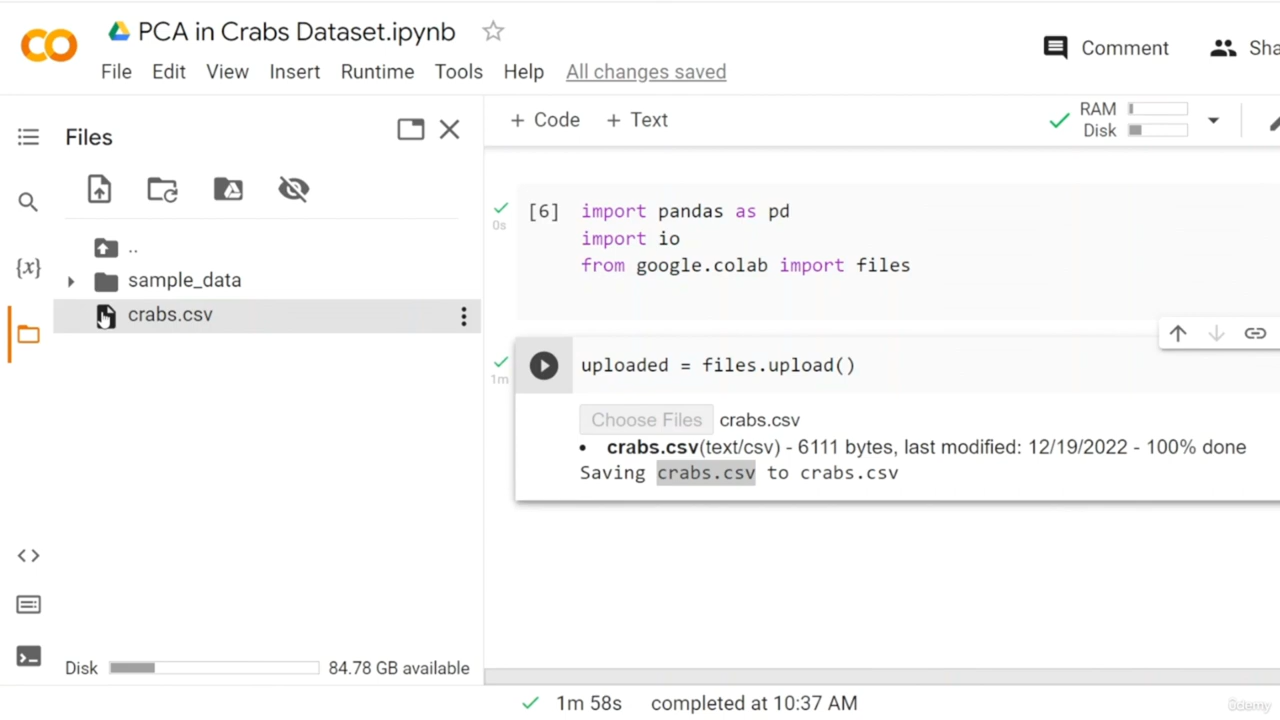 PCA in Crabs Dataset.ipynb
File Edit View Insert Runtime Tools Help All changes saved
Comment
Sha
Files
+ Code + Text
RAM
Disk
{x}
..
sample_data
crabs.csv
0s
[6] import pandas as pd
import io
from google.colab import files
1m
uploaded = files.upload()
Choose Files crabs.csv
• crabs.csv(text/csv) - 6111 bytes, last modified: 12/19/2022 - 100% done
Saving crabs.csv to crabs.csv
Disk 84.78 GB available
1m 58s completed at 10:37 AM
ûdemy